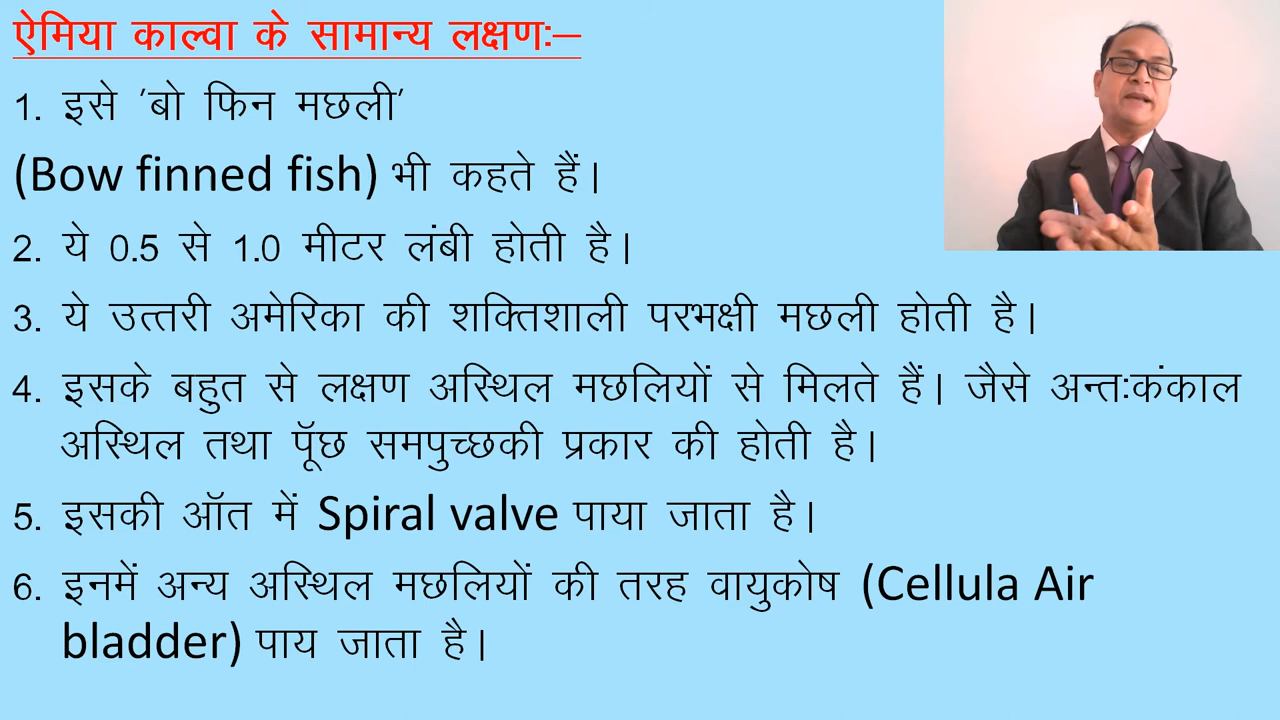 ऐमिया काल्वा के सामान्य लक्षणः–
1. इसे 'बो फिन मछली'
(Bow finned fish) भी कहते हैं।
2. ये 0.5 से 1.0 मीटर लंबी होती है।
3. ये उत्तरी अमेरिका की शक्तिशाली परभक्षी मछली होती है।
4. इसके बहुत से लक्षण अस्थिल मछलियों से मिलते हैं। जैसे अन्तःकंकाल
अस्थिल तथा पूॅछ समपुच्छकी प्रकार की होती है।
5. इसकी ऑत में Spiral valve पाया जाता है।
6. इनमें अन्य अस्थिल मछलियों की तरह वायुकोष (Cellula Air
bladder) पाय जाता है।